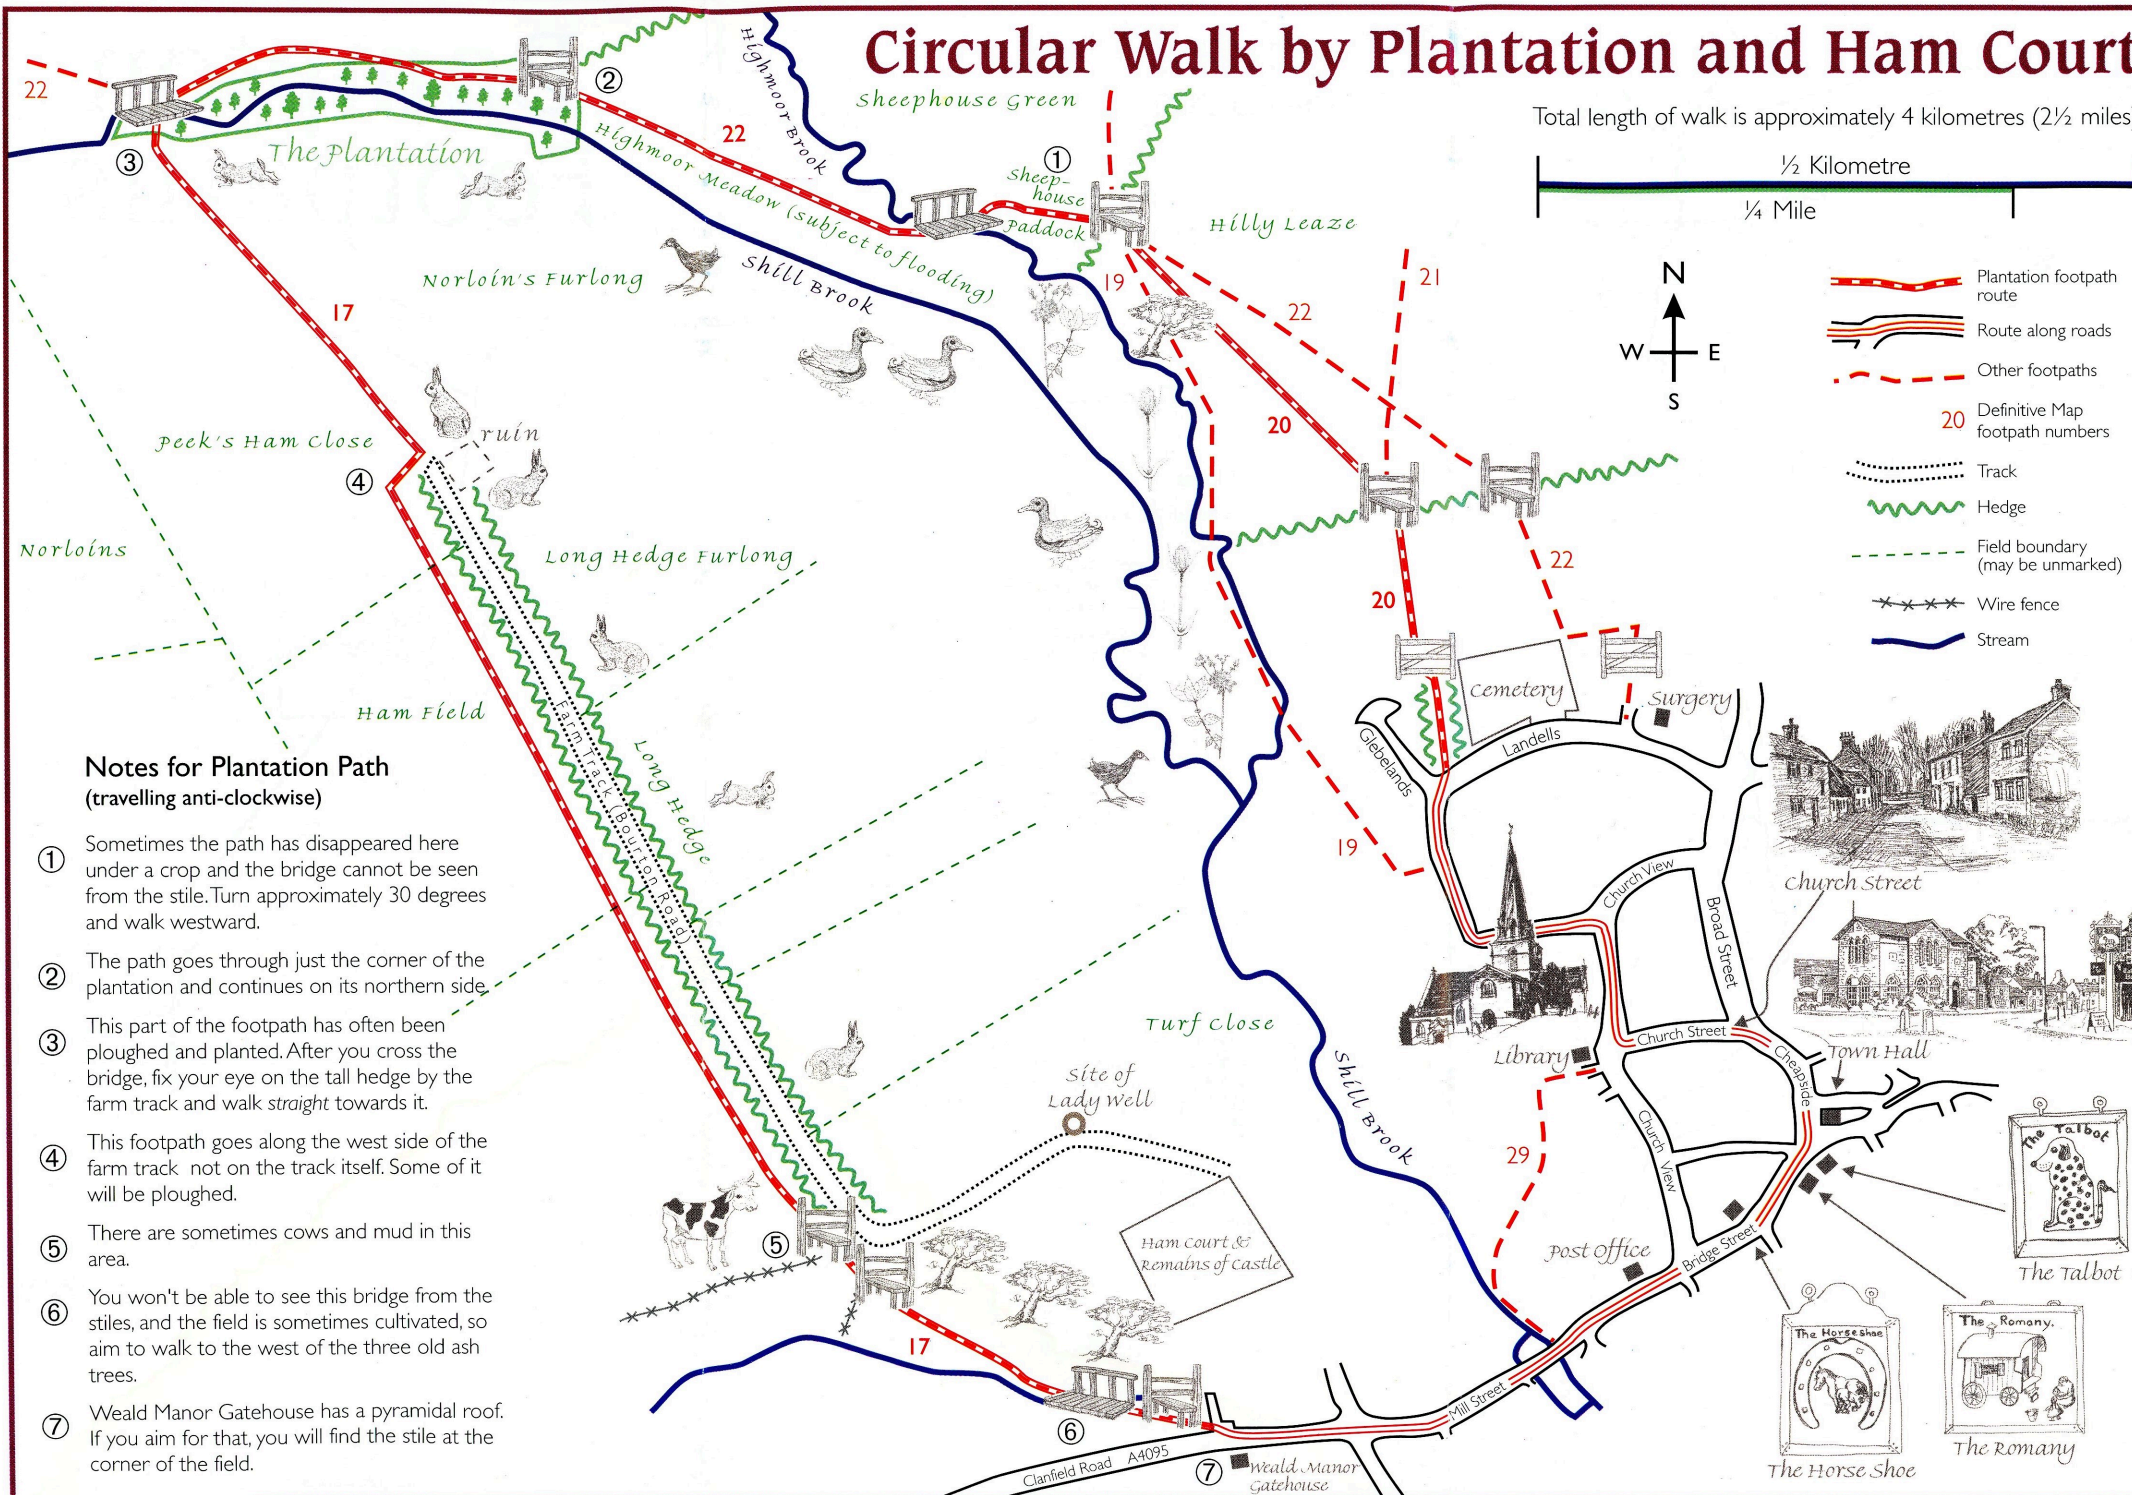 Circular Walk by Plantation and Ham Court
Total length of walk is approximately 4 kilometres (2½ miles
½ Kilometre
¼ Mile
N
W E
S
Plantation footpath
route
Route along roads
Other footpaths
20
Definitive Map
footpath numbers
Track
Hedge
Field boundary
(may be unmarked)
Wire fence
Stream
22
3
The Plantation
2
22
Highmoor Brook
Highmoor Meadow (subject to flooding)
Sheephouse Green
1
Sheep-
house
Paddock
Hilly Leaze
19
22
21
20
Norloin's Furlong
Shill Brook
17
Peek's Ham Close
4
ruin
Norloins
Long Hedge Furlong
Ham Field
Farm Track (Bourton Road)
Long Hedge
20
22
Cemetery
Surgery
Glebelands
Landells
19
Church View
Broad Street
Church Street
Church Street
Cheapside
Town Hall
Library
Church View
29
Turf Close
Shill Brook
Site of
Lady Well
Ham Court &
Remains of Castle
5
17
6
7
Weald Manor
Gatehouse
Clanfield Road A4095
Mill Street
Post Office
Bridge Street
The Talbot
The Talbot
The Horseshoe
The Horse Shoe
The Romany.
The Romany
Notes for Plantation Path
(travelling anti-clockwise)
1
Sometimes the path has disappeared here
under a crop and the bridge cannot be seen
from the stile. Turn approximately 30 degrees
and walk westward.
2
The path goes through just the corner of the
plantation and continues on its northern side.
3
This part of the footpath has often been
ploughed and planted. After you cross the
bridge, fix your eye on the tall hedge by the
farm track and walk straight towards it.
4
This footpath goes along the west side of the
farm track not on the track itself. Some of it
will be ploughed.
5
There are sometimes cows and mud in this
area.
6
You won't be able to see this bridge from the
stiles, and the field is sometimes cultivated, so
aim to walk to the west of the three old ash
trees.
7
Weald Manor Gatehouse has a pyramidal roof.
If you aim for that, you will find the stile at the
corner of the field.